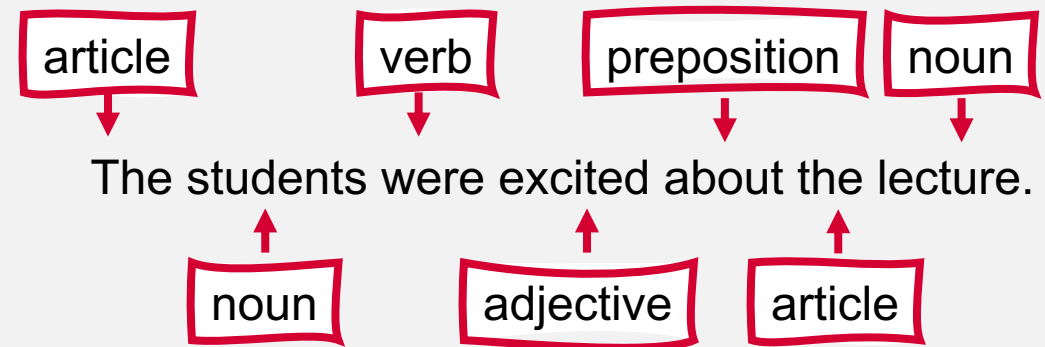 article verb preposition noun
The students were excited about the lecture.
noun adjective article